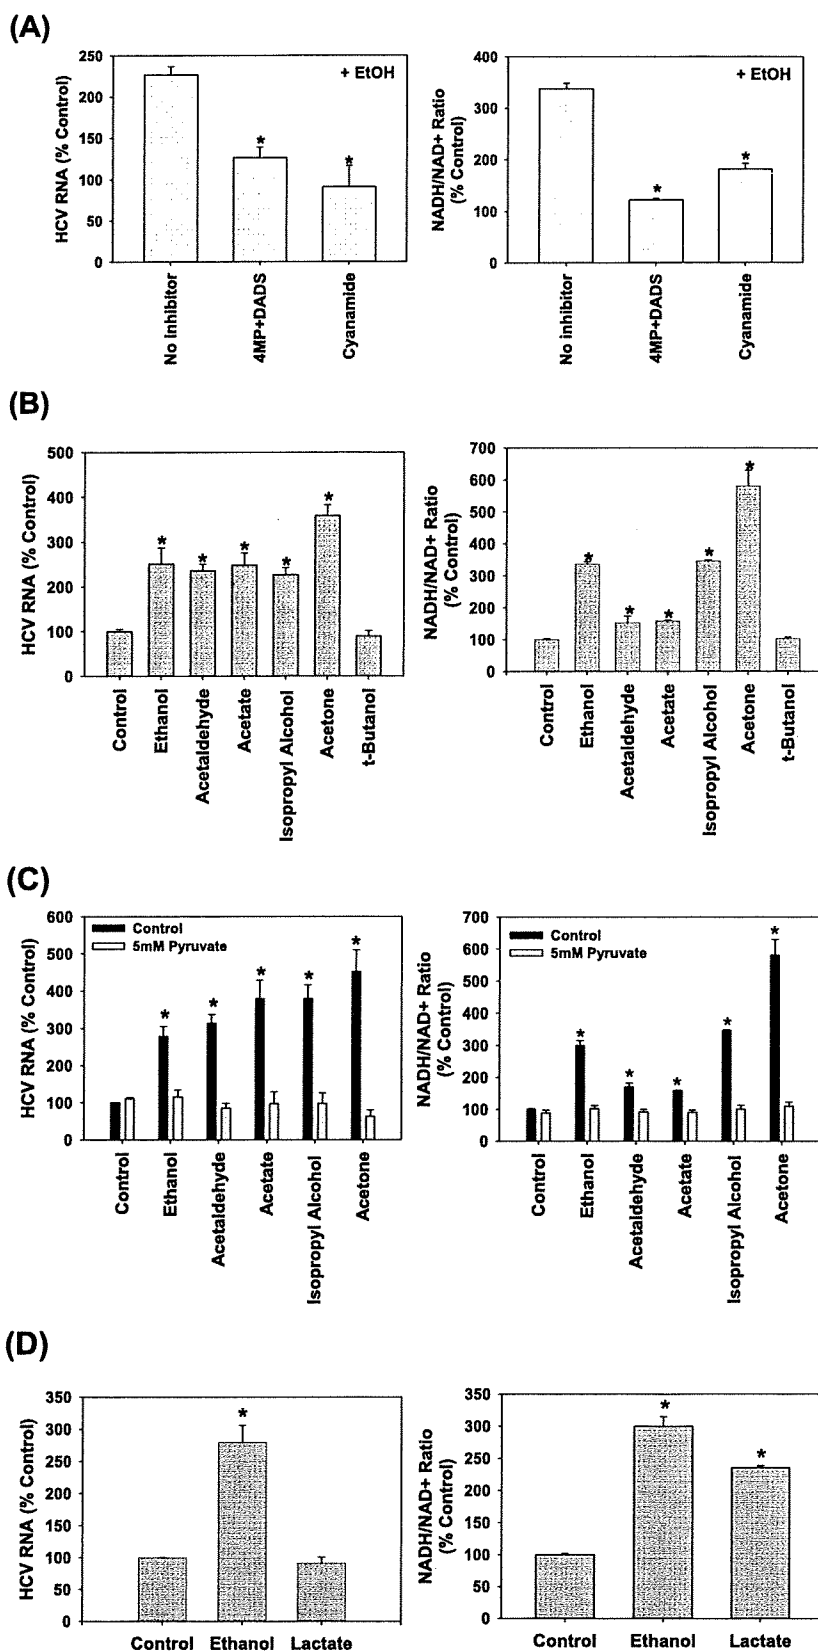 (A)
HCV RNA (% Control)
250
200
150
100
50
0
+ EtOH
*
*
No inhibitor
4MP+DADS
Cyanamide
NADH/NAD+ Ratio
(% Control)
400
300
200
100
0
+ EtOH
*
*
No inhibitor
4MP+DADS
Cyanamide
(B)
HCV RNA (% Control)
500
400
300
200
100
0
*
*
*
*
*
Control
Ethanol
Acetaldehyde
Acetate
Isopropyl Alcohol
Acetone
t-Butanol
NADH/NAD+ Ratio
(% Control)
700
600
500
400
300
200
100
0
*
*
*
*
*
Control
Ethanol
Acetaldehyde
Acetate
Isopropyl Alcohol
Acetone
t-Butanol
(C)
HCV RNA (% Control)
600
500
400
300
200
100
0
Control
5mM Pyruvate
*
*
*
*
*
Control
Ethanol
Acetaldehyde
Acetate
Isopropyl Alcohol
Acetone
NADH/NAD+ Ratio
(% Control)
700
600
500
400
300
200
100
0
Control
5mM Pyruvate
*
*
*
*
*
Control
Ethanol
Acetaldehyde
Acetate
Isopropyl Alcohol
Acetone
(D)
HCV RNA (% Control)
350
300
250
200
150
100
50
0
*
Control Ethanol Lactate
NADH/NAD+ Ratio
(% Control)
350
300
250
200
150
100
50
0
*
*
Control Ethanol Lactate